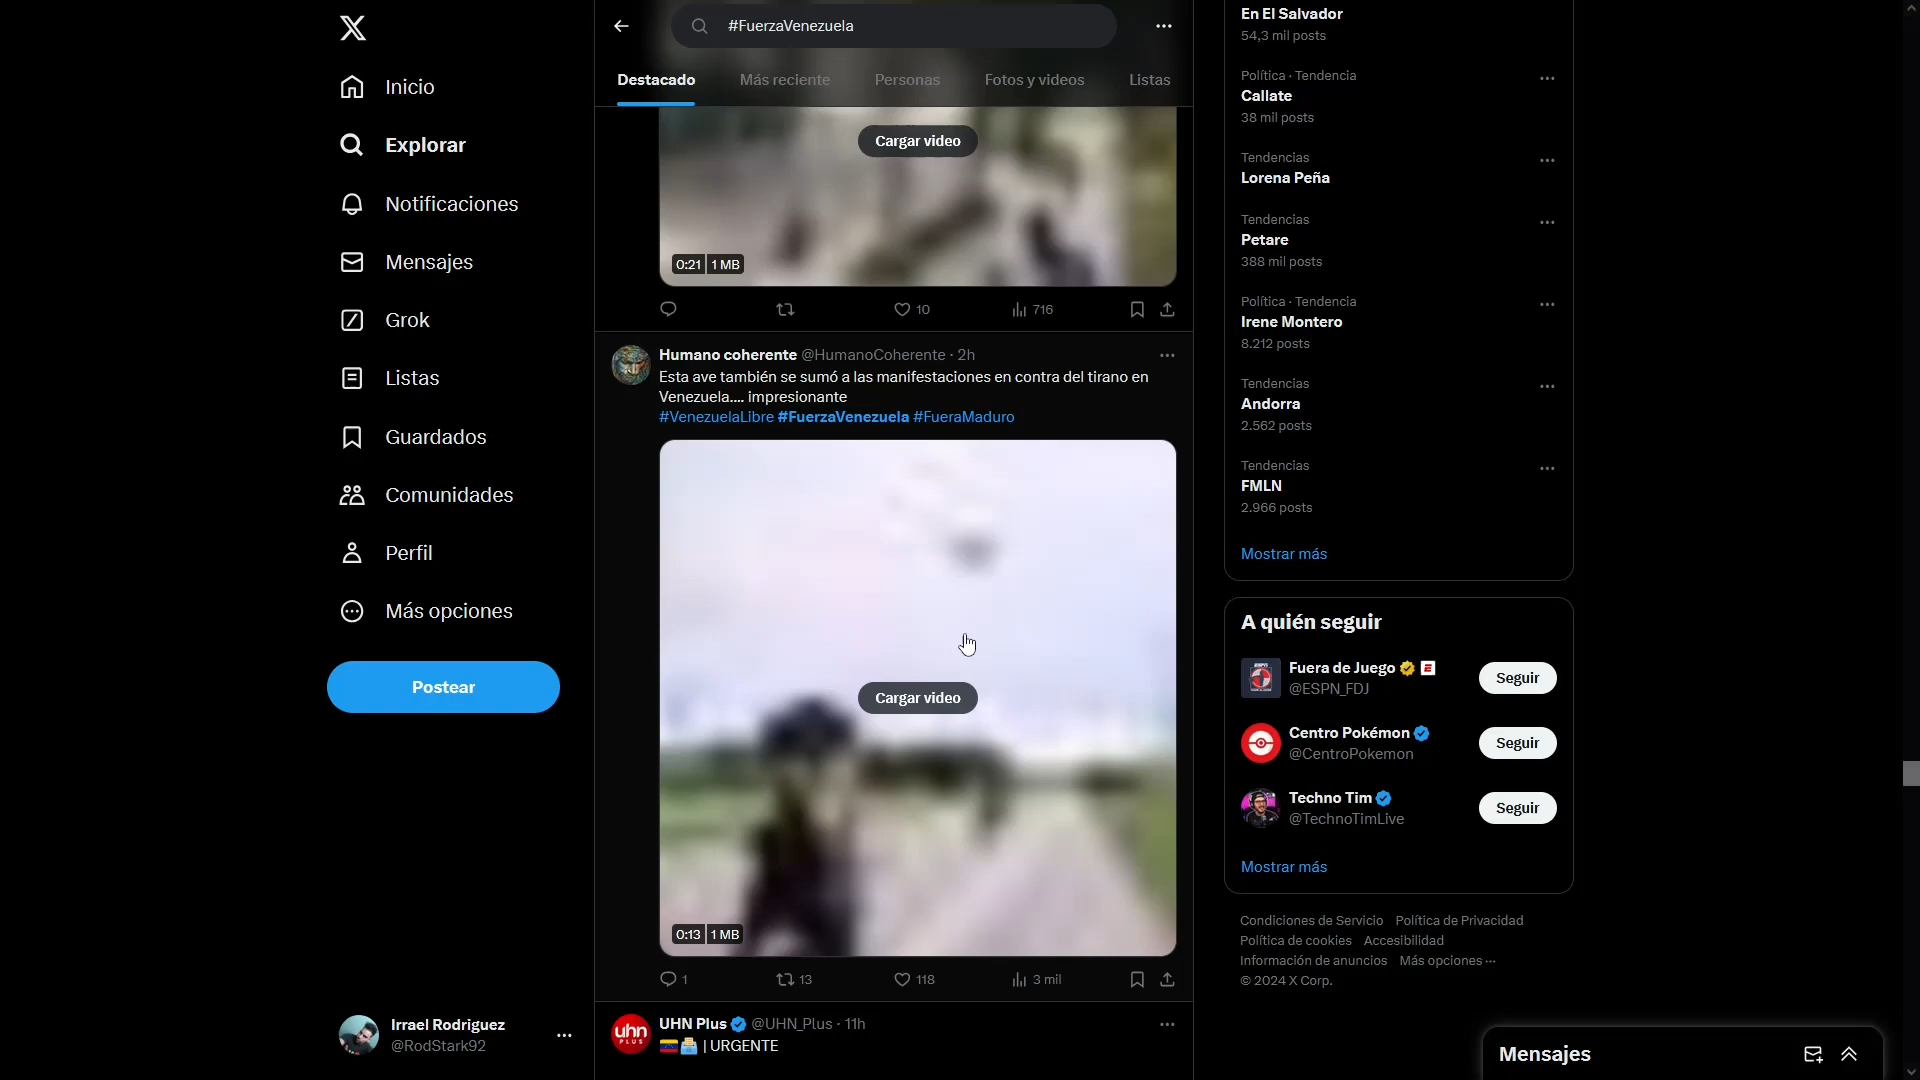 Inicio
Explorar
Notificaciones
Mensajes
Grok
Listas
Guardados
Comunidades
Perfil
Más opciones
Postear
Irrael Rodriguez
@RodStark92
#FuerzaVenezuela
Destacado Más reciente Personas Fotos y videos Listas
Cargar video
0:21 1 MB
10 716
Humano coherente @HumanoCoherente · 2h
Esta ave también se sumó a las manifestaciones en contra del tirano en
Venezuela.... impresionante
#VenezuelaLibre #FuerzaVenezuela #FueraMaduro
Cargar video
0:13 1 MB
1 13 118 3 mil
uhn
PLUS
UHN Plus @UHN_Plus · 11h
| URGENTE
En El Salvador
54,3 mil posts
Política · Tendencia
Callate
38 mil posts
Tendencias
Lorena Peña
Tendencias
Petare
388 mil posts
Política · Tendencia
Irene Montero
8.212 posts
Tendencias
Andorra
2.562 posts
Tendencias
FMLN
2.966 posts
Mostrar más
A quién seguir
Fuera de Juego
@ESPN_FDJ
Seguir
Centro Pokémon
@CentroPokemon
Seguir
Techno Tim
@TechnoTimLive
Seguir
Mostrar más
Condiciones de Servicio Política de Privacidad
Política de cookies Accesibilidad
Información de anuncios Más opciones ···
© 2024 X Corp.
Mensajes